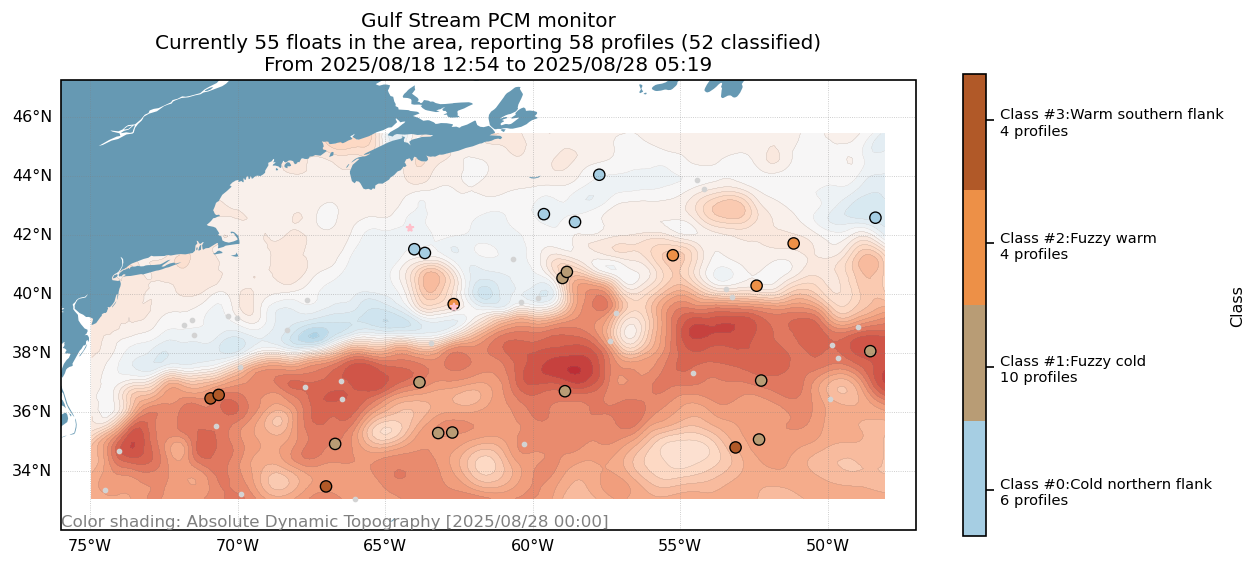 Gulf Stream PCM monitor
Currently 55 floats in the area, reporting 58 profiles (52 classified)
From 2025/08/18 12:54 to 2025/08/28 05:19
46°N
44°N
42°N
40°N
38°N
36°N
34°N
Color shading: Absolute Dynamic Topography [2025/08/28 00:00]
75°W
70°W
65°W
60°W
55°W
50°W
Class #3:Warm southern flank
4 profiles
Class #2:Fuzzy warm
4 profiles
Class #1:Fuzzy cold
10 profiles
Class #0:Cold northern flank
6 profiles
Class